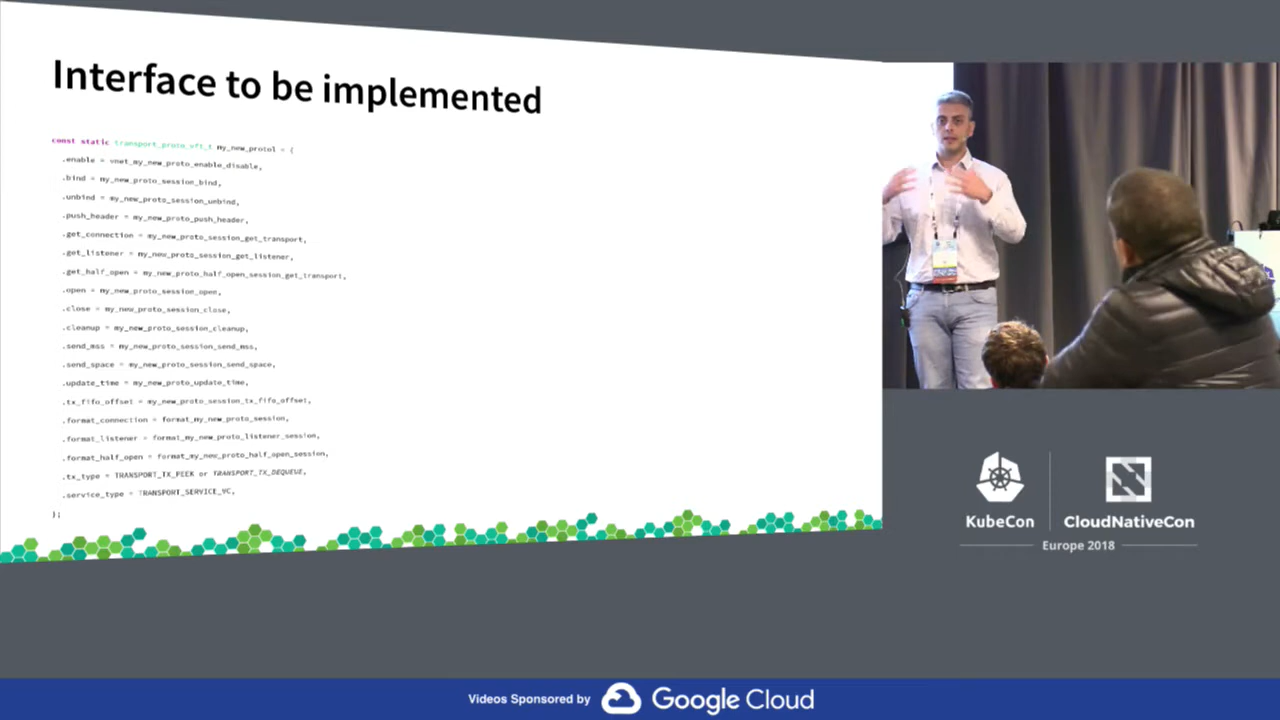 Interface to be implemented
const static transport_proto_vft_t my_new_proto1 = {
.enable = vnet_my_new_proto_enable_disable,
.bind = my_new_proto_session_bind,
.unbind = my_new_proto_session_unbind,
.push_header = my_new_proto_push_header,
.get_connection = my_new_proto_session_get_transport,
.get_listener = my_new_proto_session_get_listener,
.get_half_open = my_new_proto_half_open_session_get_transport,
.open = my_new_proto_session_open,
.close = my_new_proto_session_close,
.cleanup = my_new_proto_session_cleanup,
.send_mss = my_new_proto_session_send_mss,
.send_space = my_new_proto_session_send_space,
.update_time = my_new_proto_update_time,
.tx_fifo_offset = my_new_proto_session_tx_fifo_offset,
.format_connection = format_my_new_proto_session,
.format_listener = format_my_new_proto_listener_session,
.format_half_open = format_my_new_proto_half_open_session,
.tx_type = TRANSPORT_TX_PEEK or TRANSPORT_TX_DEQUEUE,
.service_type = TRANSPORT_SERVICE_VC,
};
KubeCon
CloudNativeCon
Europe 2018
Videos Sponsored by Google Cloud